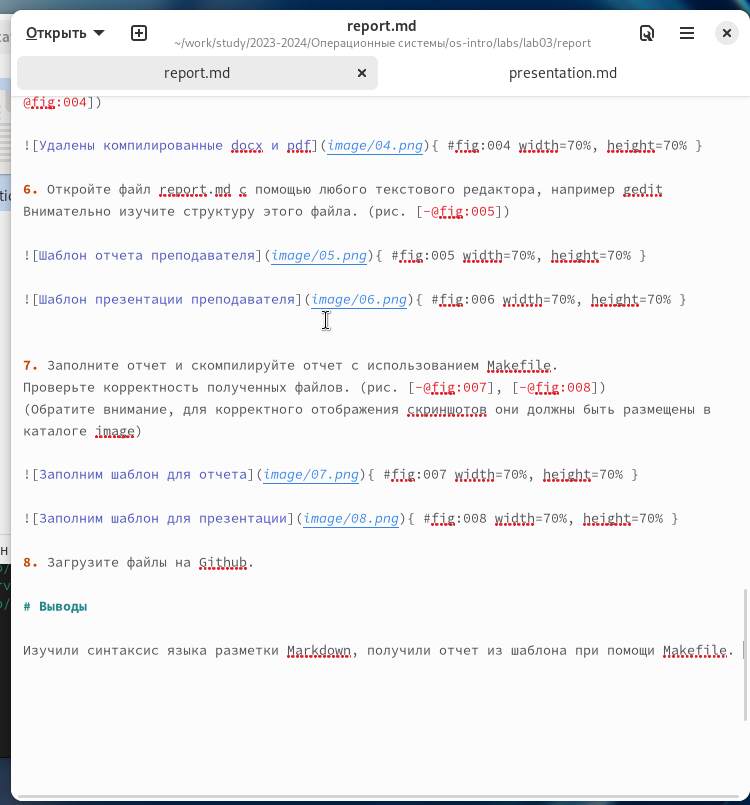 Открыть
report.md
~/work/study/2023-2024/Операционные системы/os-intro/labs/lab03/report
report.md
presentation.md
@fig:004])
![Удалены компилированные docx и pdf](image/04.png){ #fig:004 width=70%, height=70% }
6. Откройте файл report.md с помощью любого текстового редактора, например gedit
Внимательно изучите структуру этого файла. (рис. [-@fig:005])
![Шаблон отчета преподавателя](image/05.png){ #fig:005 width=70%, height=70% }
![Шаблон презентации преподавателя](image/06.png){ #fig:006 width=70%, height=70% }
7. Заполните отчет и скомпилируйте отчет с использованием Makefile.
Проверьте корректность полученных файлов. (рис. [-@fig:007], [-@fig:008])
(Обратите внимание, для корректного отображения скриншотов они должны быть размещены в
каталоге image)
![Заполним шаблон для отчета](image/07.png){ #fig:007 width=70%, height=70% }
![Заполним шаблон для презентации](image/08.png){ #fig:008 width=70%, height=70% }
8. Загрузите файлы на Github.
# Выводы
Изучили синтаксис языка разметки Markdown, получили отчет из шаблона при помощи Makefile.